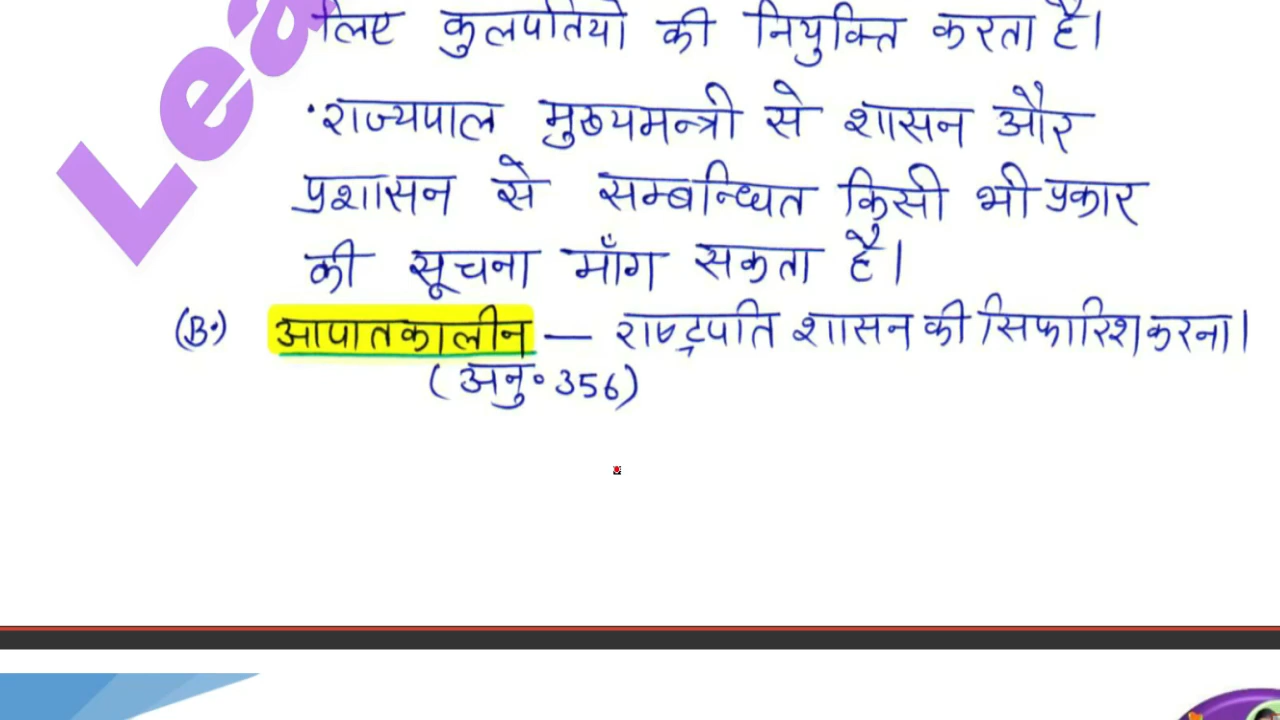 लिए कुलपतियों की नियुक्ति करता है।
•राज्यपाल मुख्यमन्त्री से शासन और
प्रशासन से सम्बन्धित किसी भी प्रकार
की सूचना माँग सकता है।
(B•) आपातकालीन — राष्ट्रपति शासन की सिफारिश करना।
(अनु॰ 356)
Lea